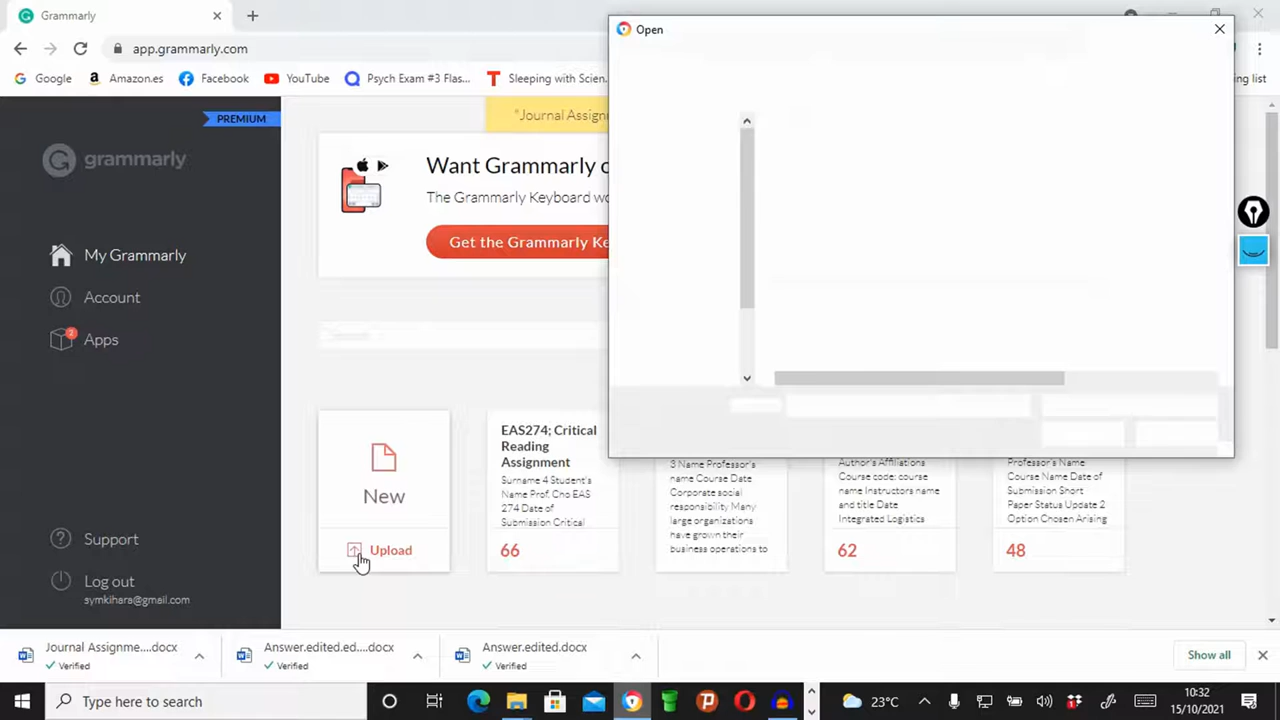 Grammarly
app.grammarly.com
Google
Amazon.es
Facebook
YouTube
Psych Exam #3 Flas...
Sleeping with Scien.
ng list
Open
PREMIUM
grammarly
My Grammarly
Account
Apps
2
Support
Log out
symkihara@gmail.com
"Journal Assignm
Want Grammarly
The Grammarly Keyboard
Get the Grammarly Ke
New
Upload
EAS274; Critical
Reading
Assignment
Surname 4 Student's
Name Prof. Cho EAS
274 Date of
Submission Critical
66
3 Name Professor's
name Course Date
Corporate social
responsibility Many
large organizations
have grown their
business operations to
Author's Affiliations
Course code: course
name Instructors name
and title Date
Integrated Logistics
62
Professor's Name
Course Name Date of
Submission Short
Paper Status Update 2
Option Chosen Arising
48
Journal Assignme....docx
Verified
Answer.edited.ed....docx
Verified
Answer.edited.docx
Verified
Show all
Type here to search
23°C
10:32
15/10/2021